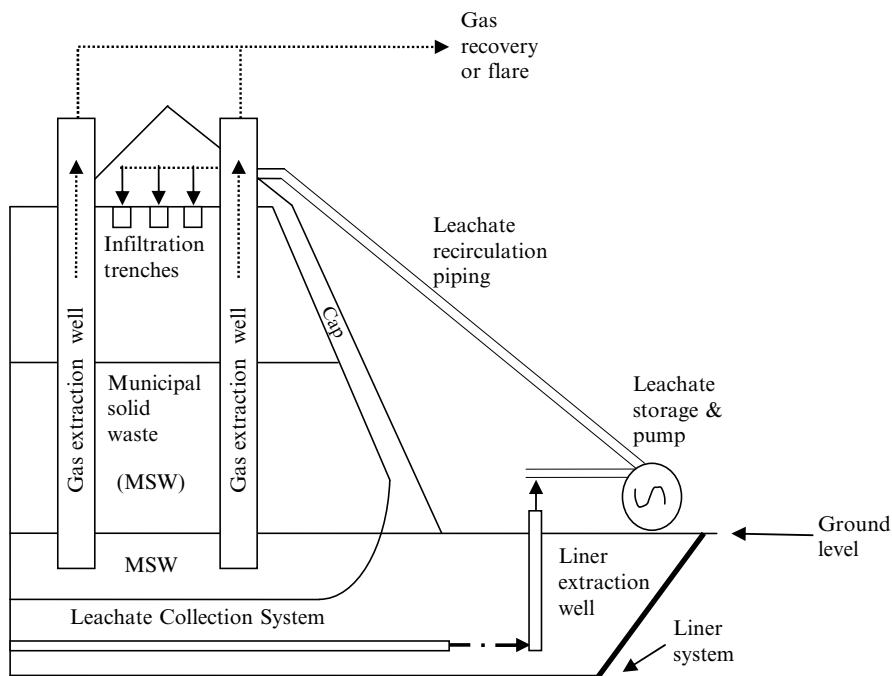 Gas
recovery
or flare
Infiltration
trenches
Leachate
recirculation
piping
Cap
Gas extraction well
Gas extraction well
Municipal
solid
waste
(MSW)
Leachate
storage &
pump
S
Ground
level
MSW
Liner
extraction
well
Leachate Collection System
Liner
system